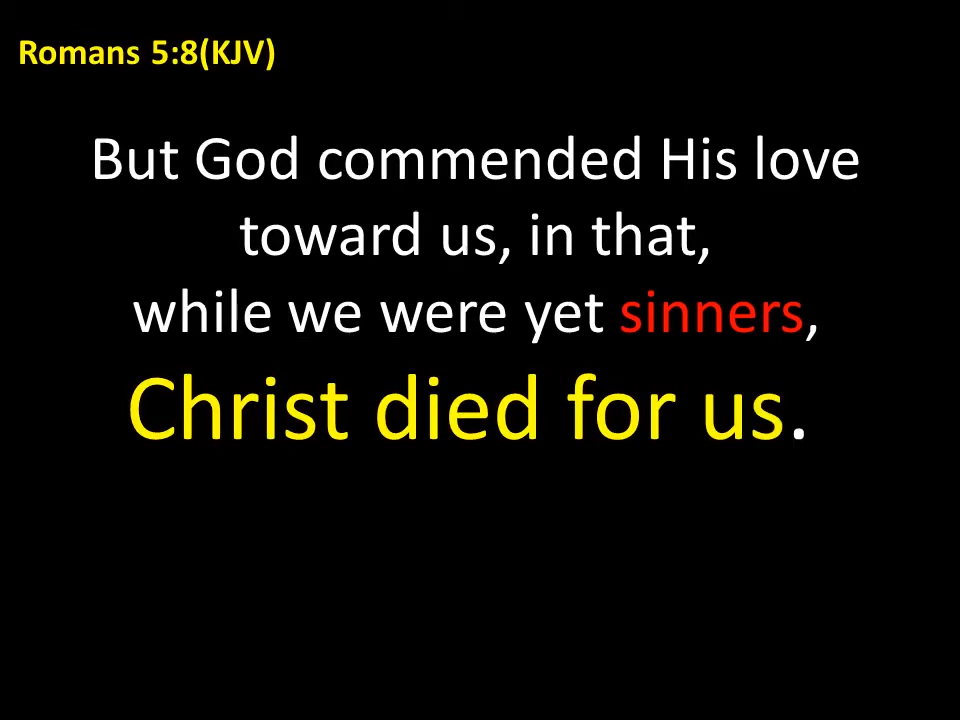 Romans 5:8(KJV)
But God commended His love
toward us, in that,
while we were yet sinners,
Christ died for us.